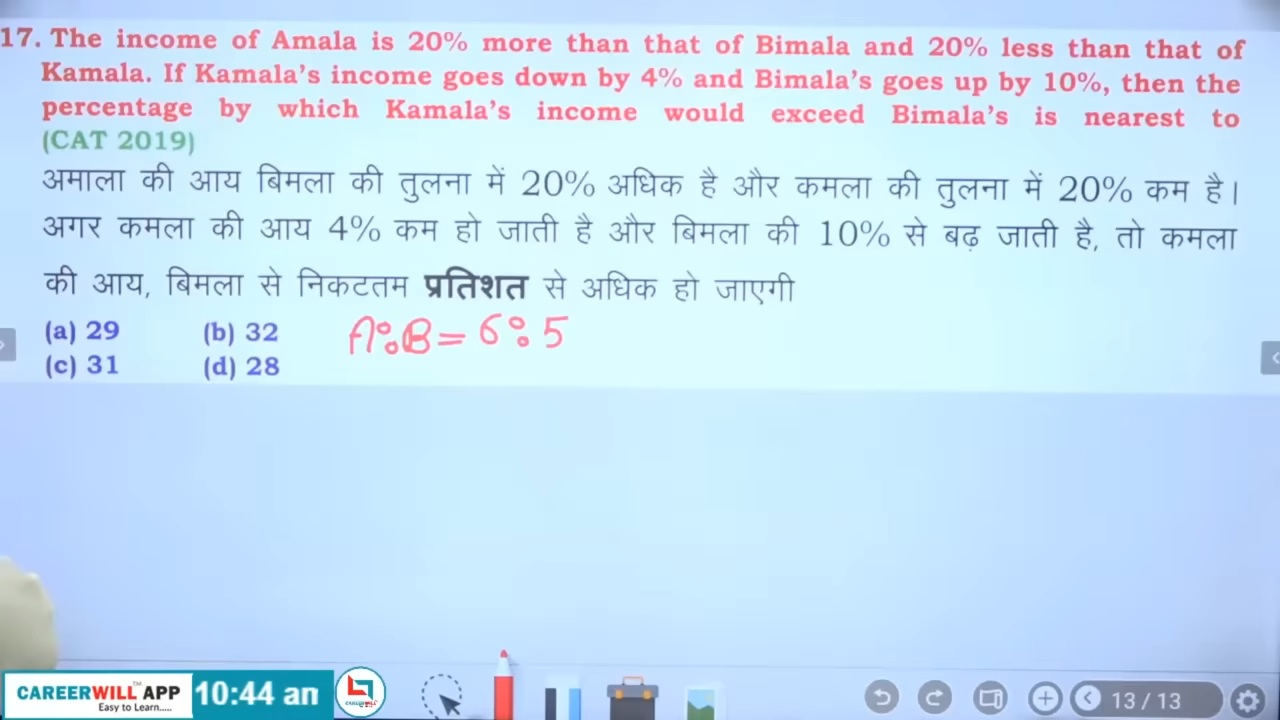 17. The income of Amala is 20% more than that of Bimala and 20% less than that of
Kamala. If Kamala's income goes down by 4% and Bimala's goes up by 10%, then the
percentage by which Kamala's income would exceed Bimala's is nearest to
(CAT 2019)
अमाला की आय बिमला की तुलना में 20% अधिक है और कमला की तुलना में 20% कम है।
अगर कमला की आय 4% कम हो जाती है और बिमला की 10% से बढ़ जाती है, तो कमला
की आय, बिमला से निकटतम प्रतिशत से अधिक हो जाएगी
(a) 29 (b) 32
(c) 31 (d) 28
A:B = 6:5
CAREERWILL APP
Easy to Learn.....
10:44 an
CAREERWILL
13 / 13